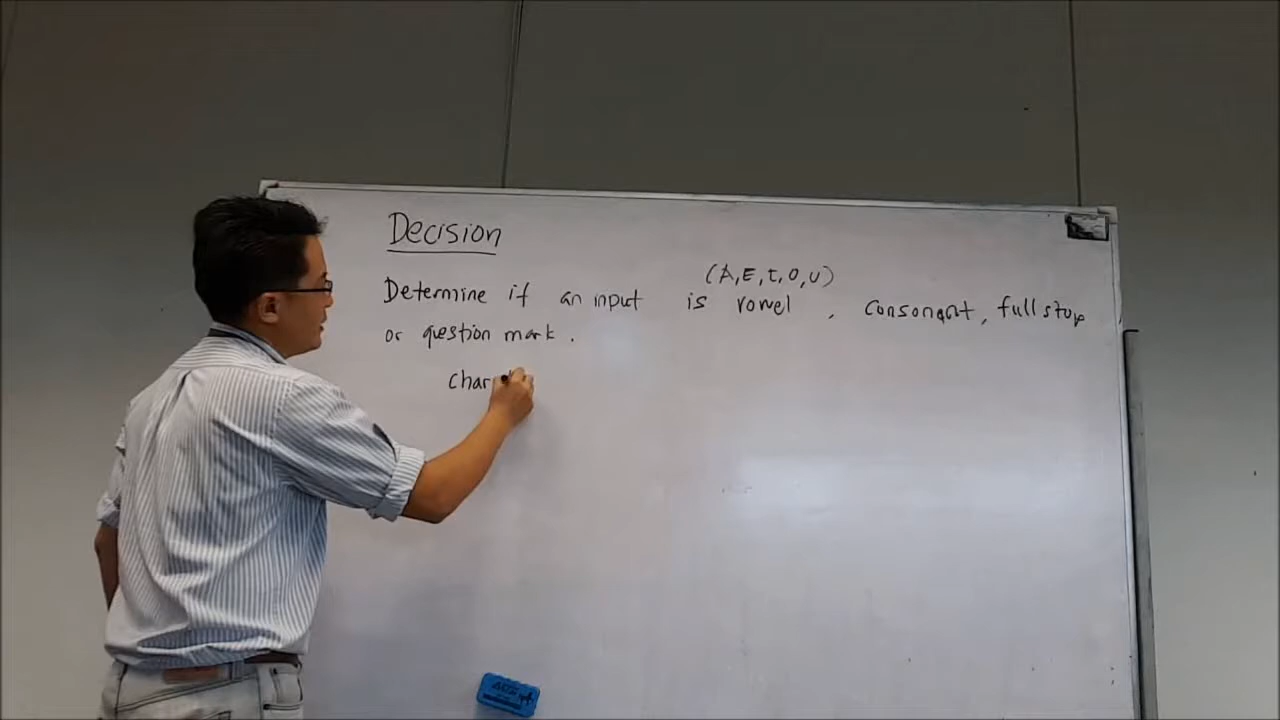 Decision
(A,E,I,O,U)
Determine if an input is vowel , consonant, full stop
or question mark .
char